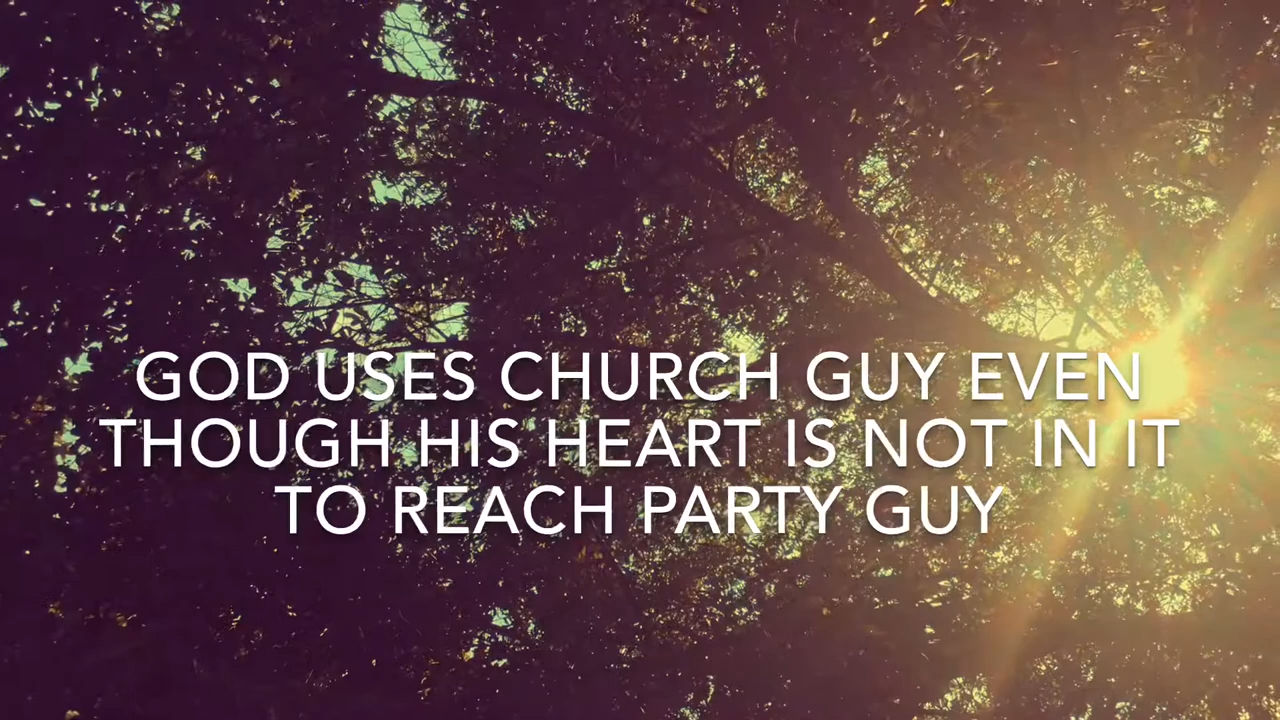 GOD USES CHURCH GUY EVEN
THOUGH HIS HEART IS NOT IN IT
TO REACH PARTY GUY